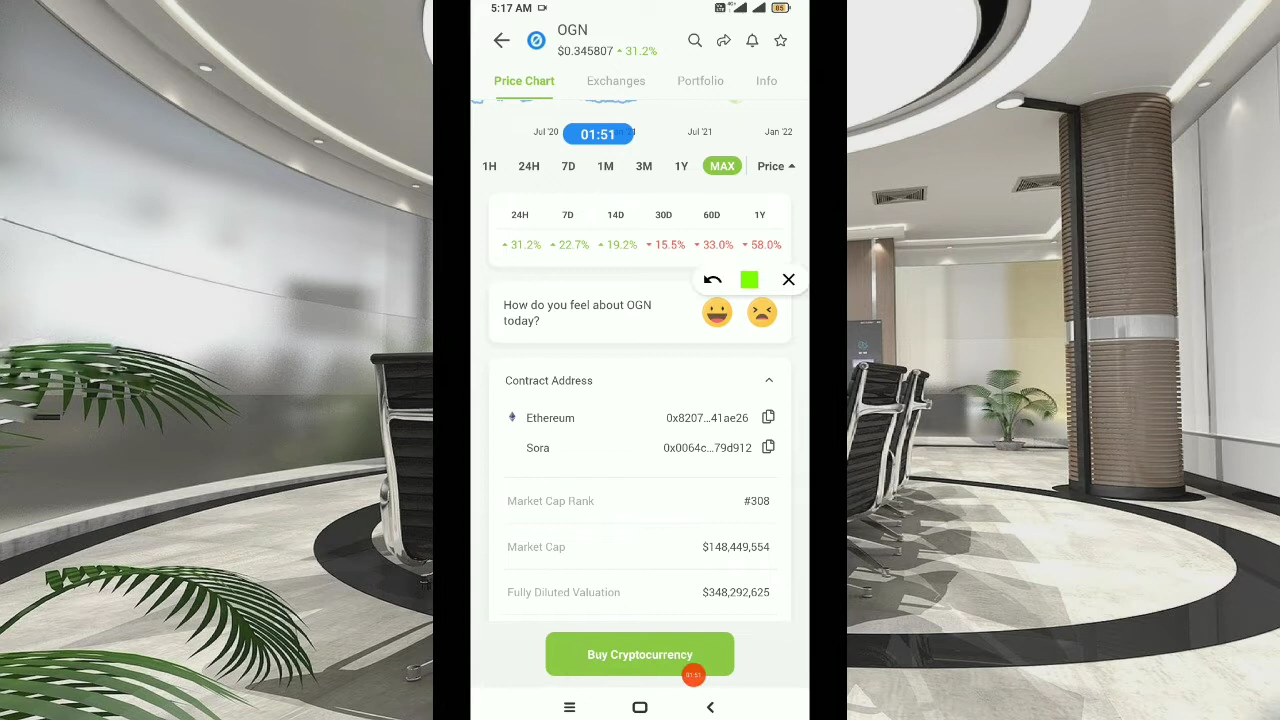 5:17 AM
85
OGN
$0.345807 31.2%
Price Chart Exchanges Portfolio Info
Jul '20 01:51 Jul '21 Jan '22
1H 24H 7D 1M 3M 1Y MAX Price
24H 7D 14D 30D 60D 1Y
31.2% 22.7% 19.2% 15.5% 33.0% 58.0%
How do you feel about OGN
today?
Contract Address
Ethereum 0x8207...41ae26
Sora 0x0064c...79d912
Market Cap Rank #308
Market Cap $148,449,554
Fully Diluted Valuation $348,292,625
Buy Cryptocurrency
01:51